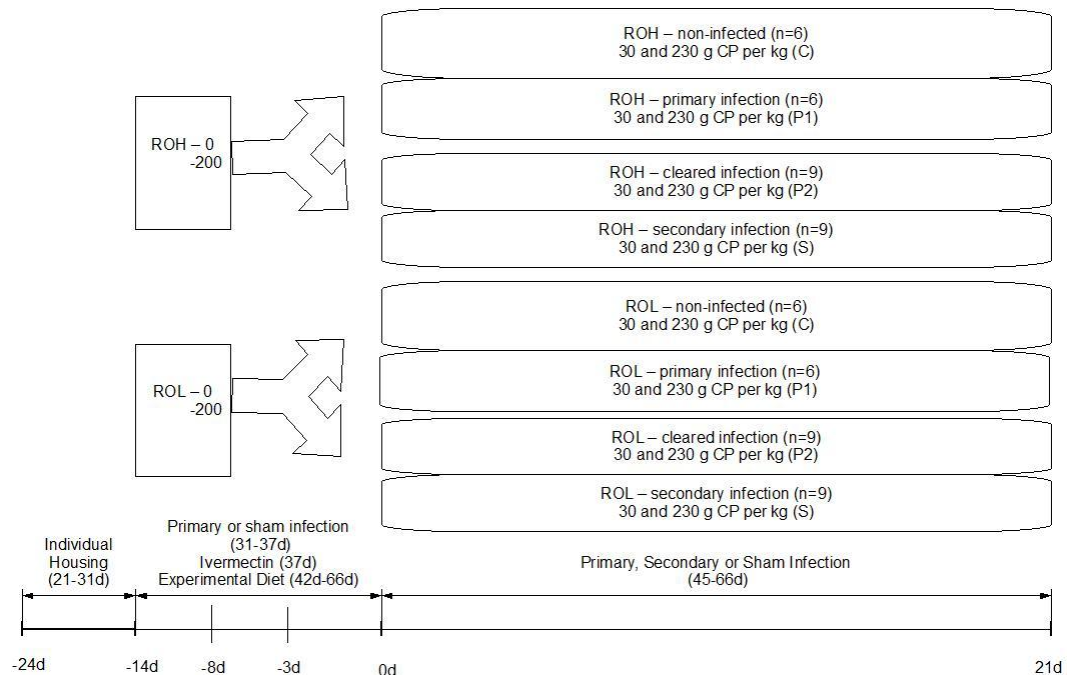 ROH – non-infected (n=6)
30 and 230 g CP per kg (C)
ROH – primary infection (n=6)
30 and 230 g CP per kg (P1)
ROH – 0
-200
ROH – cleared infection (n=9)
30 and 230 g CP per kg (P2)
ROH – secondary infection (n=9)
30 and 230 g CP per kg (S)
ROL – non-infected (n=6)
30 and 230 g CP per kg (C)
ROL – primary infection (n=6)
30 and 230 g CP per kg (P1)
ROL – 0
-200
ROL – cleared infection (n=9)
30 and 230 g CP per kg (P2)
ROL – secondary infection (n=9)
30 and 230 g CP per kg (S)
Individual
Housing
(21-31d)
Primary or sham infection
(31-37d)
Ivermectin (37d)
Experimental Diet (42d-66d)
Primary, Secondary or Sham Infection
(45-66d)
-24d
-14d
-8d
-3d
0d
21d